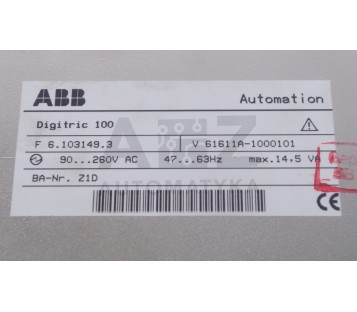 ABB Automation
Digitric 100
F 6.103149.3 V 61611A-1000101
90...260V AC 47...63Hz max.14,5 VA
BA-Nr. Z1D
AUTOMATYKA
CE